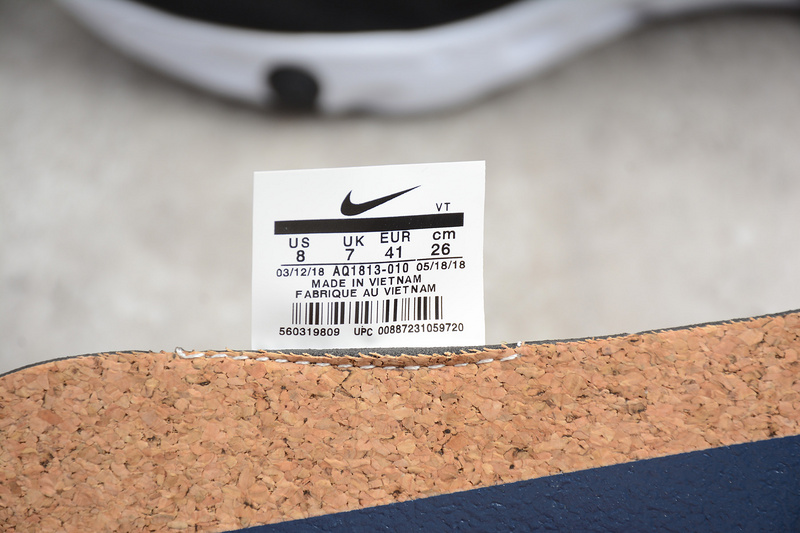 VT
US UK EUR cm
8 7 41 26
03/12/18 AQ1813-010 05/18/18
MADE IN VIETNAM
FABRIQUE AU VIETNAM
560319809 UPC 00887231059720